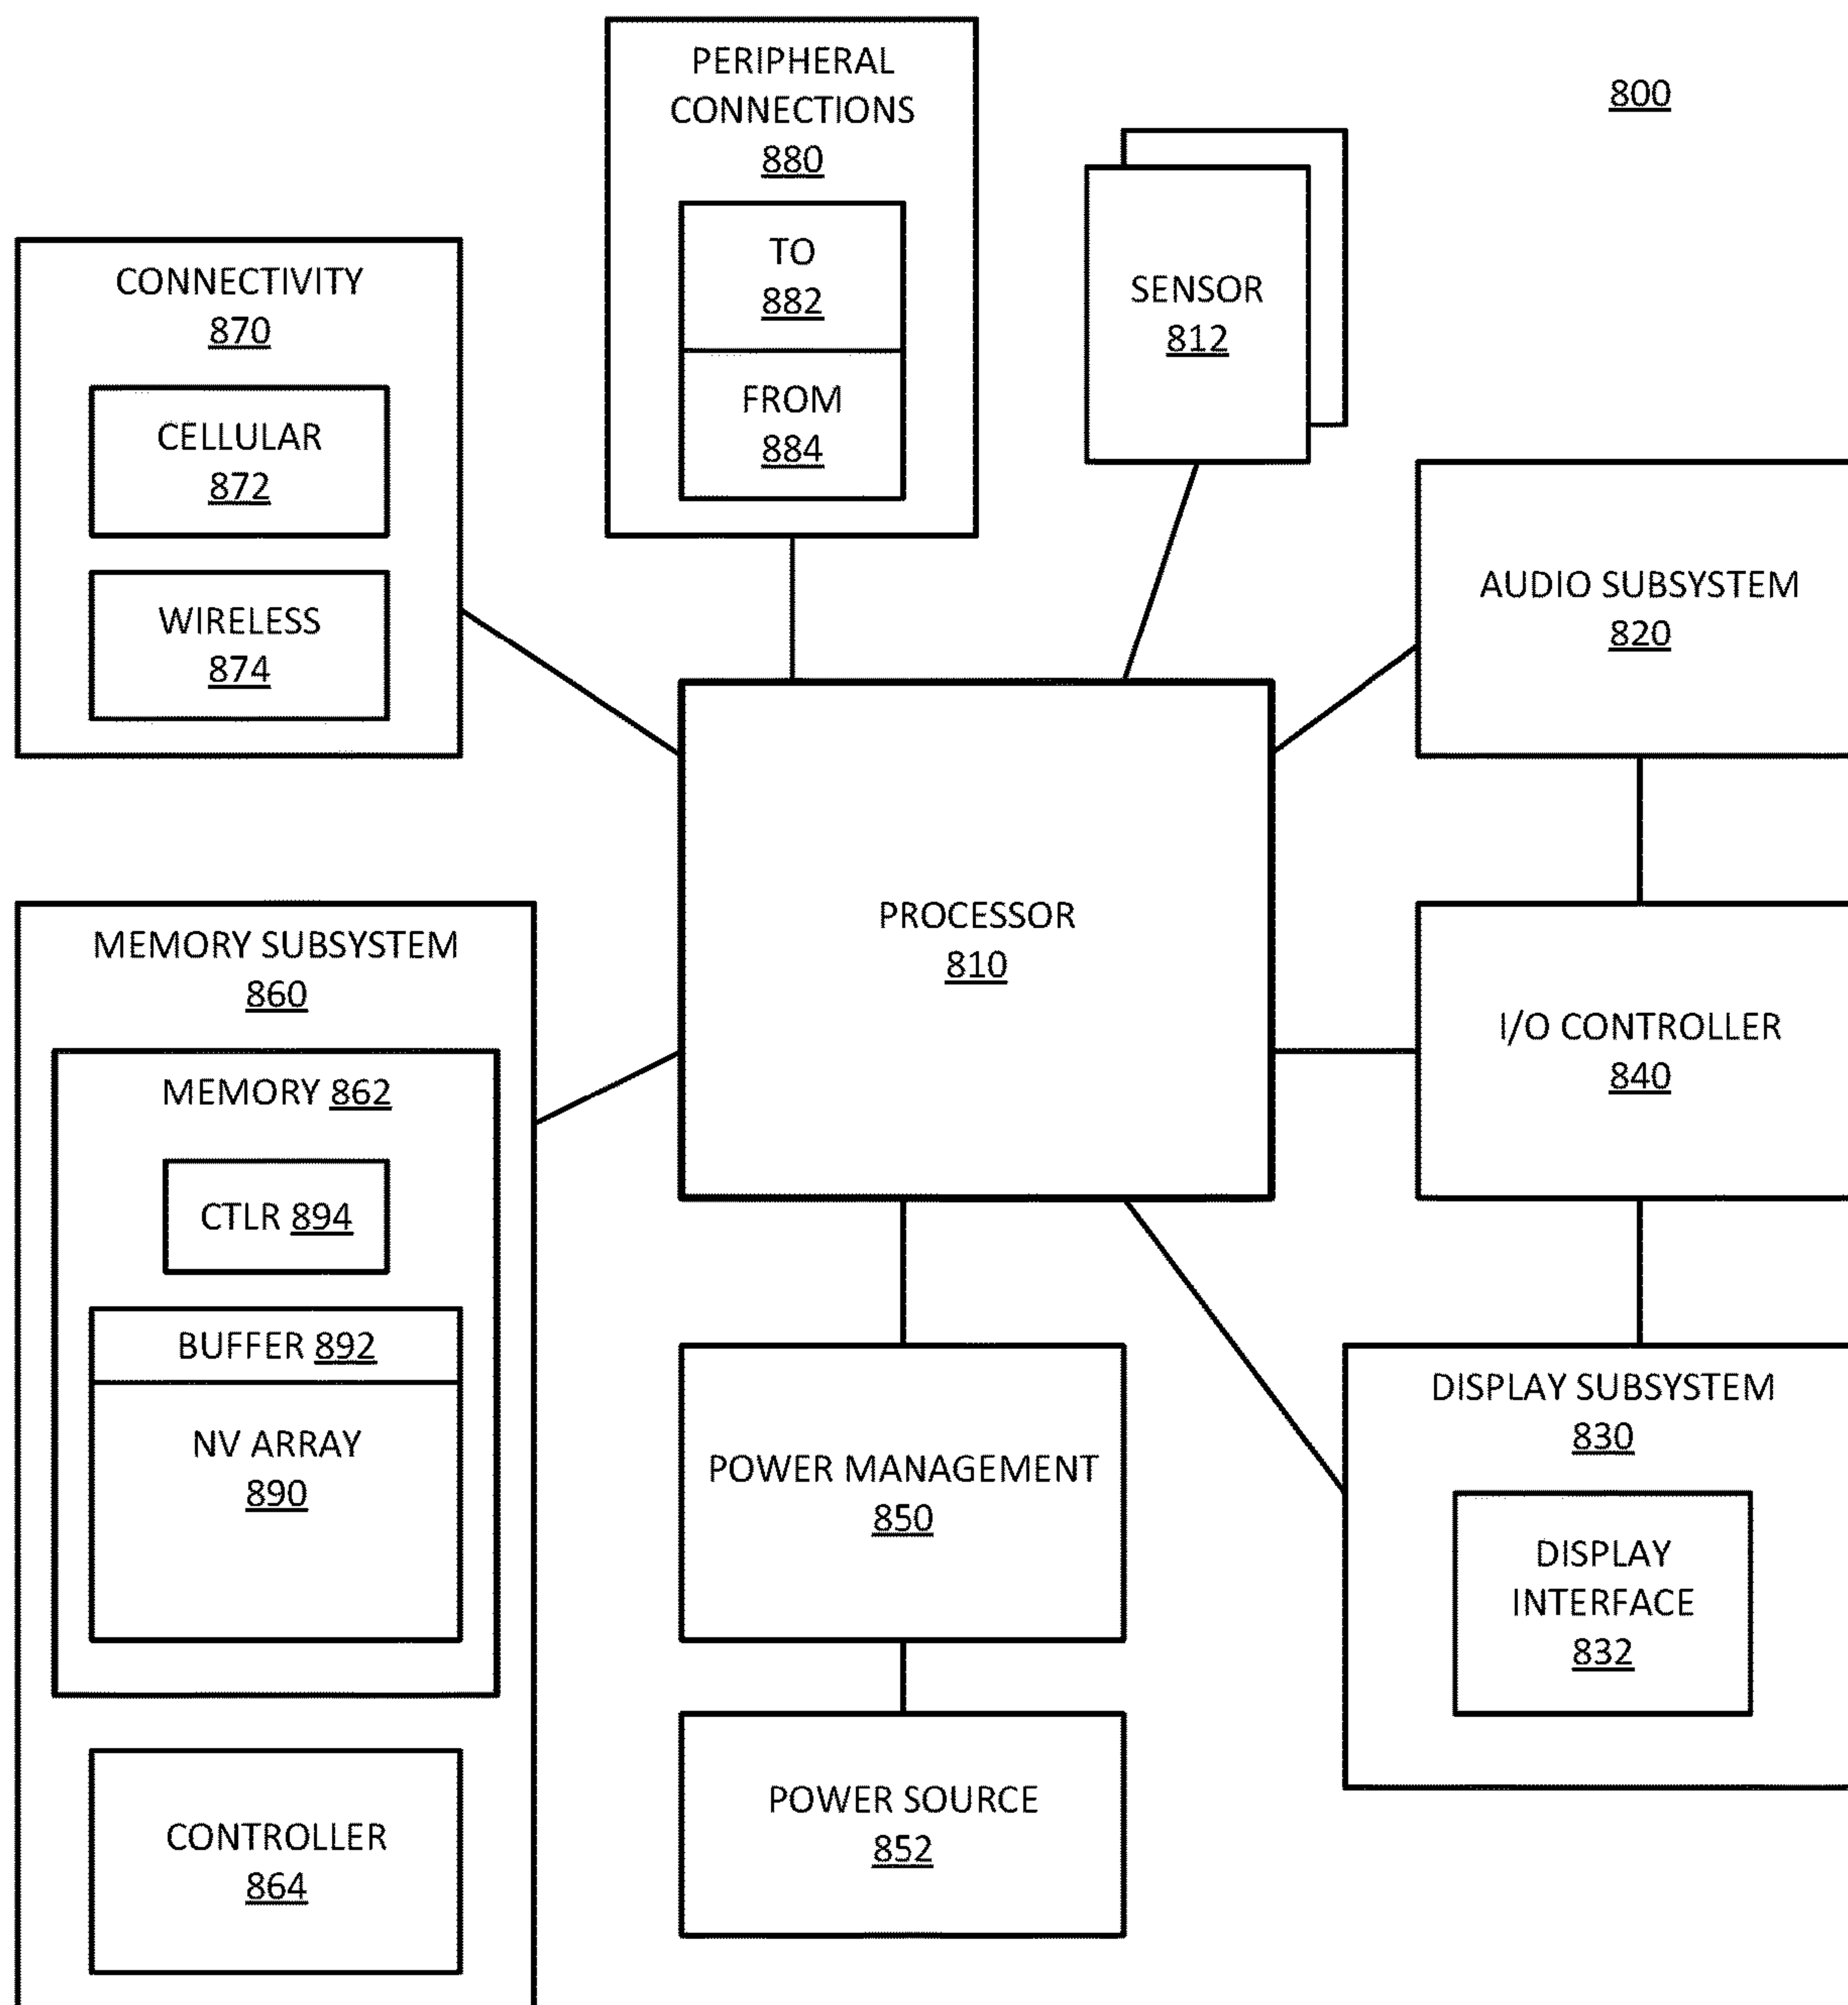 800
PERIPHERAL
CONNECTIONS
880
TO
882
FROM
884
SENSOR
812
CONNECTIVITY
870
CELLULAR
872
WIRELESS
874
AUDIO SUBSYSTEM
820
PROCESSOR
810
I/O CONTROLLER
840
MEMORY SUBSYSTEM
860
MEMORY 862
CTLR 894
BUFFER 892
NV ARRAY
890
CONTROLLER
864
POWER MANAGEMENT
850
POWER SOURCE
852
DISPLAY SUBSYSTEM
830
DISPLAY
INTERFACE
832